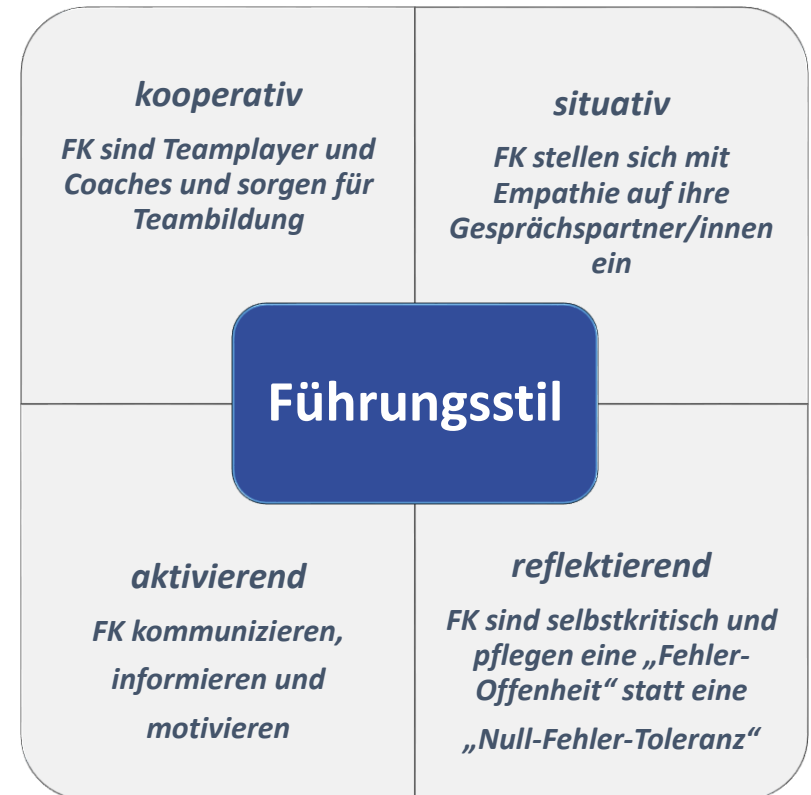 kooperativ
FK sind Teamplayer und
Coaches und sorgen für
Teambildung
situativ
FK stellen sich mit
Empathie auf ihre
Gesprächspartner/innen
ein
Führungsstil
aktivierend
FK kommunizieren,
informieren und
motivieren
reflektierend
FK sind selbstkritisch und
pflegen eine „Fehler-
Offenheit“ statt eine
„Null-Fehler-Toleranz“